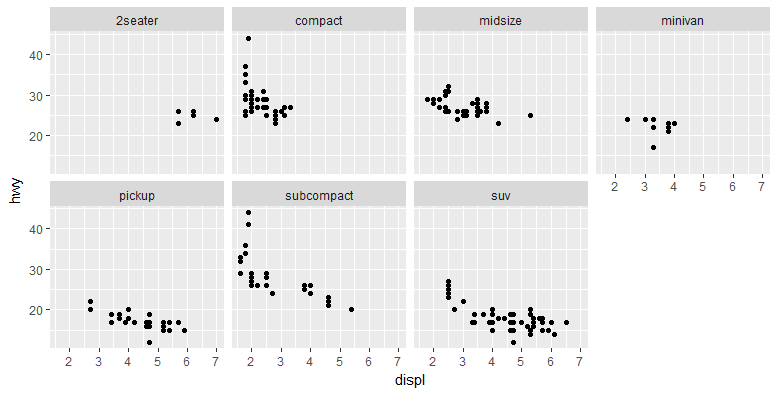 2seater compact midsize minivan
40
30
20
2 3 4 5 6 7
pickup subcompact suv
40
30
20
2 3 4 5 6 7 2 3 4 5 6 7 2 3 4 5 6 7
hwy
displ